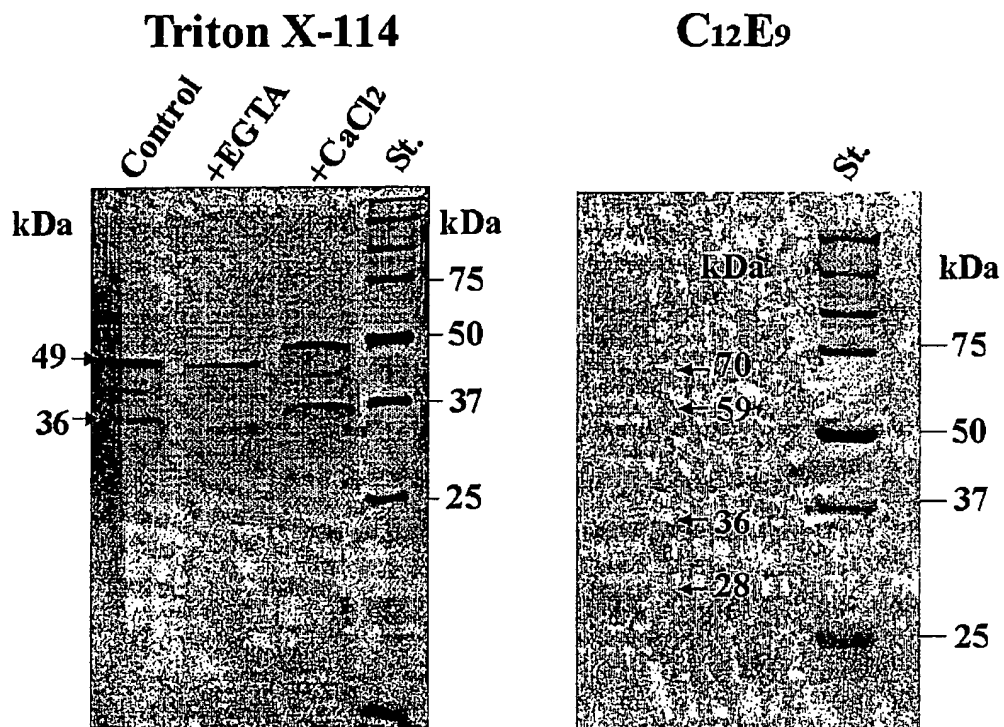 Triton X-114
C12E9
Control
+EGTA
+CaCl2
St.
St.
kDa
kDa
75
50
49
37
36
25
kDa
kDa
75
70
59
50
37
36
28
25